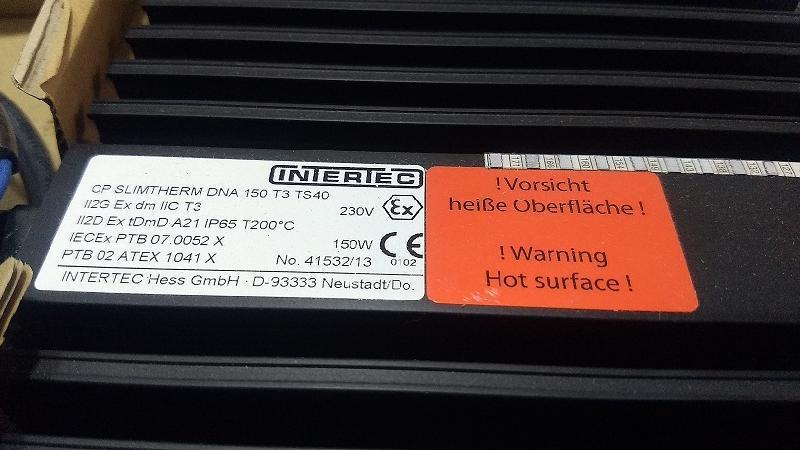 INTERTEC
CP SLIMTHERM DNA 150 T3 TS40
II2G Ex dm IIC T3
230V
Ex
II2D Ex tDmD A21 IP65 T200°C
IECEx PTB 07.0052 X
150W
CE
PTB 02 ATEX 1041 X
No. 41532/13
0102
INTERTEC Hess GmbH · D-93333 Neustadt/Do.
! Vorsicht
heiße Oberfläche !
! Warning
Hot surface !